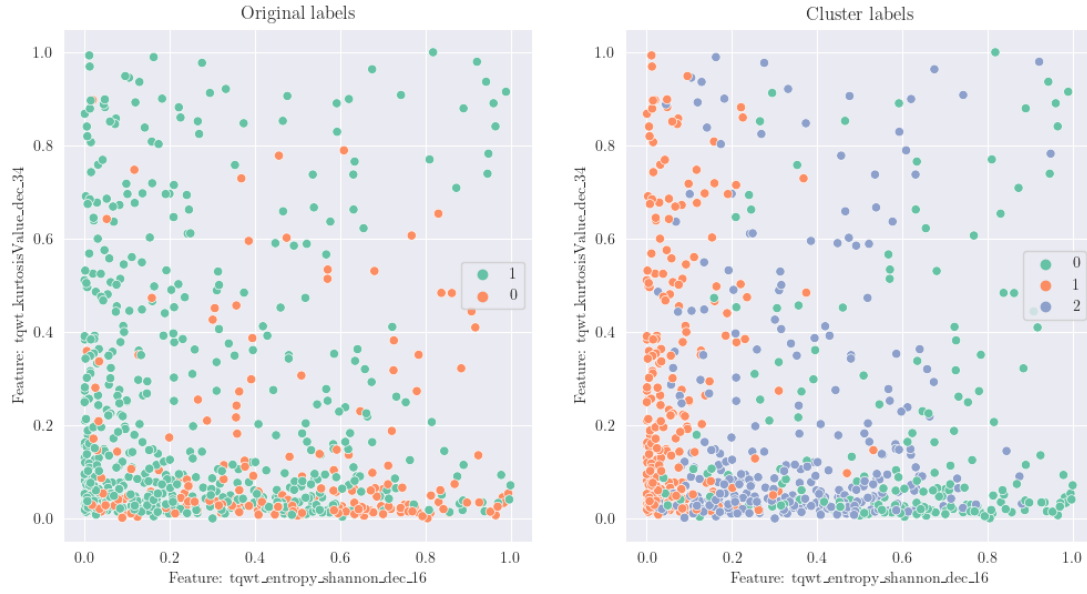 Original labels
Feature: tqwt_kurtosisValue_dec_34
1.0
0.8
0.6
0.4
0.2
0.0
1
0
0.0 0.2 0.4 0.6 0.8 1.0
Feature: tqwt_entropy_shannon_dec_16
Cluster labels
Feature: tqwt_kurtosisValue_dec_34
1.0
0.8
0.6
0.4
0.2
0.0
0
1
2
0.0 0.2 0.4 0.6 0.8 1.0
Feature: tqwt_entropy_shannon_dec_16